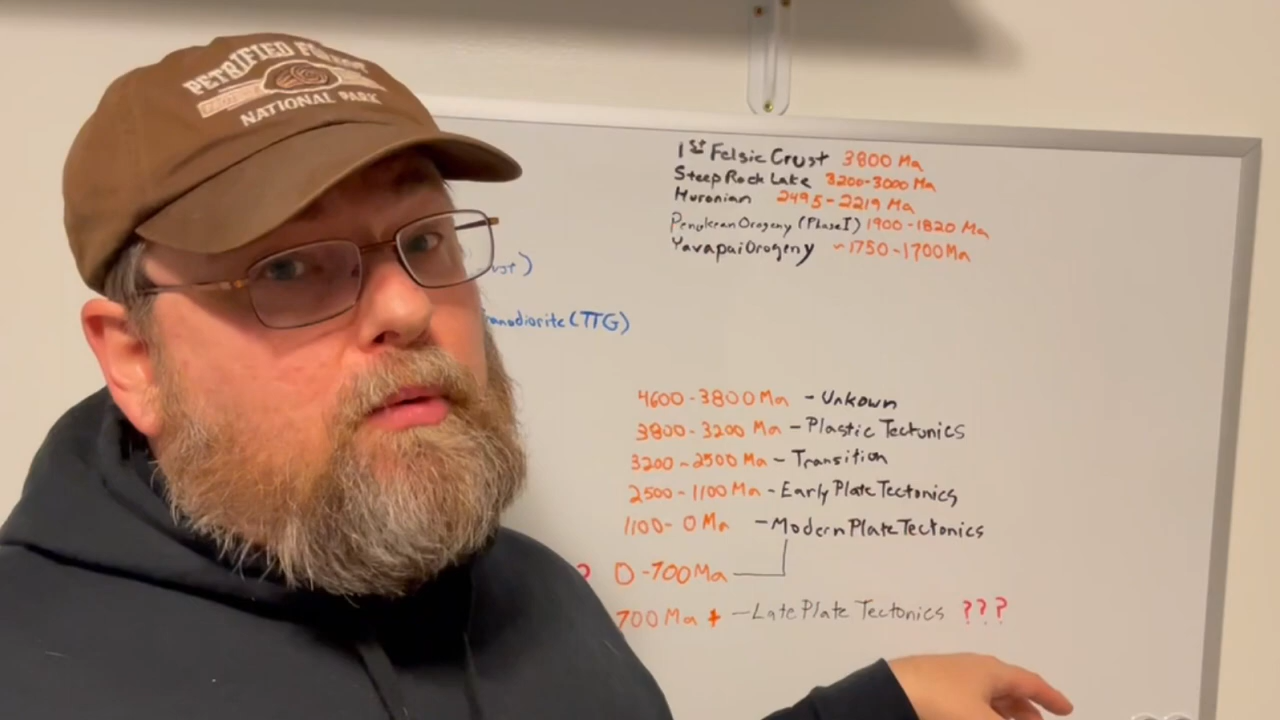 PETRIFIED FOREST
NATIONAL PARK
1st Felsic Crust 3800 Ma
Steep Rock Lake 3200-3000 Ma
Huronian 2495-2219 Ma
Penokean Orogeny (Phase I) 1900-1820 Ma
Yavapai Orogeny ~1750-1700 Ma
(TTG)
4600-3800 Ma - Unkown
3800-3200 Ma - Plastic Tectonics
3200-2500 Ma - Transition
2500-1100 Ma - Early Plate Tectonics
1100-0 Ma - Modern Plate Tectonics
? 0-700 Ma
700 Ma + - Late Plate Tectonics ???